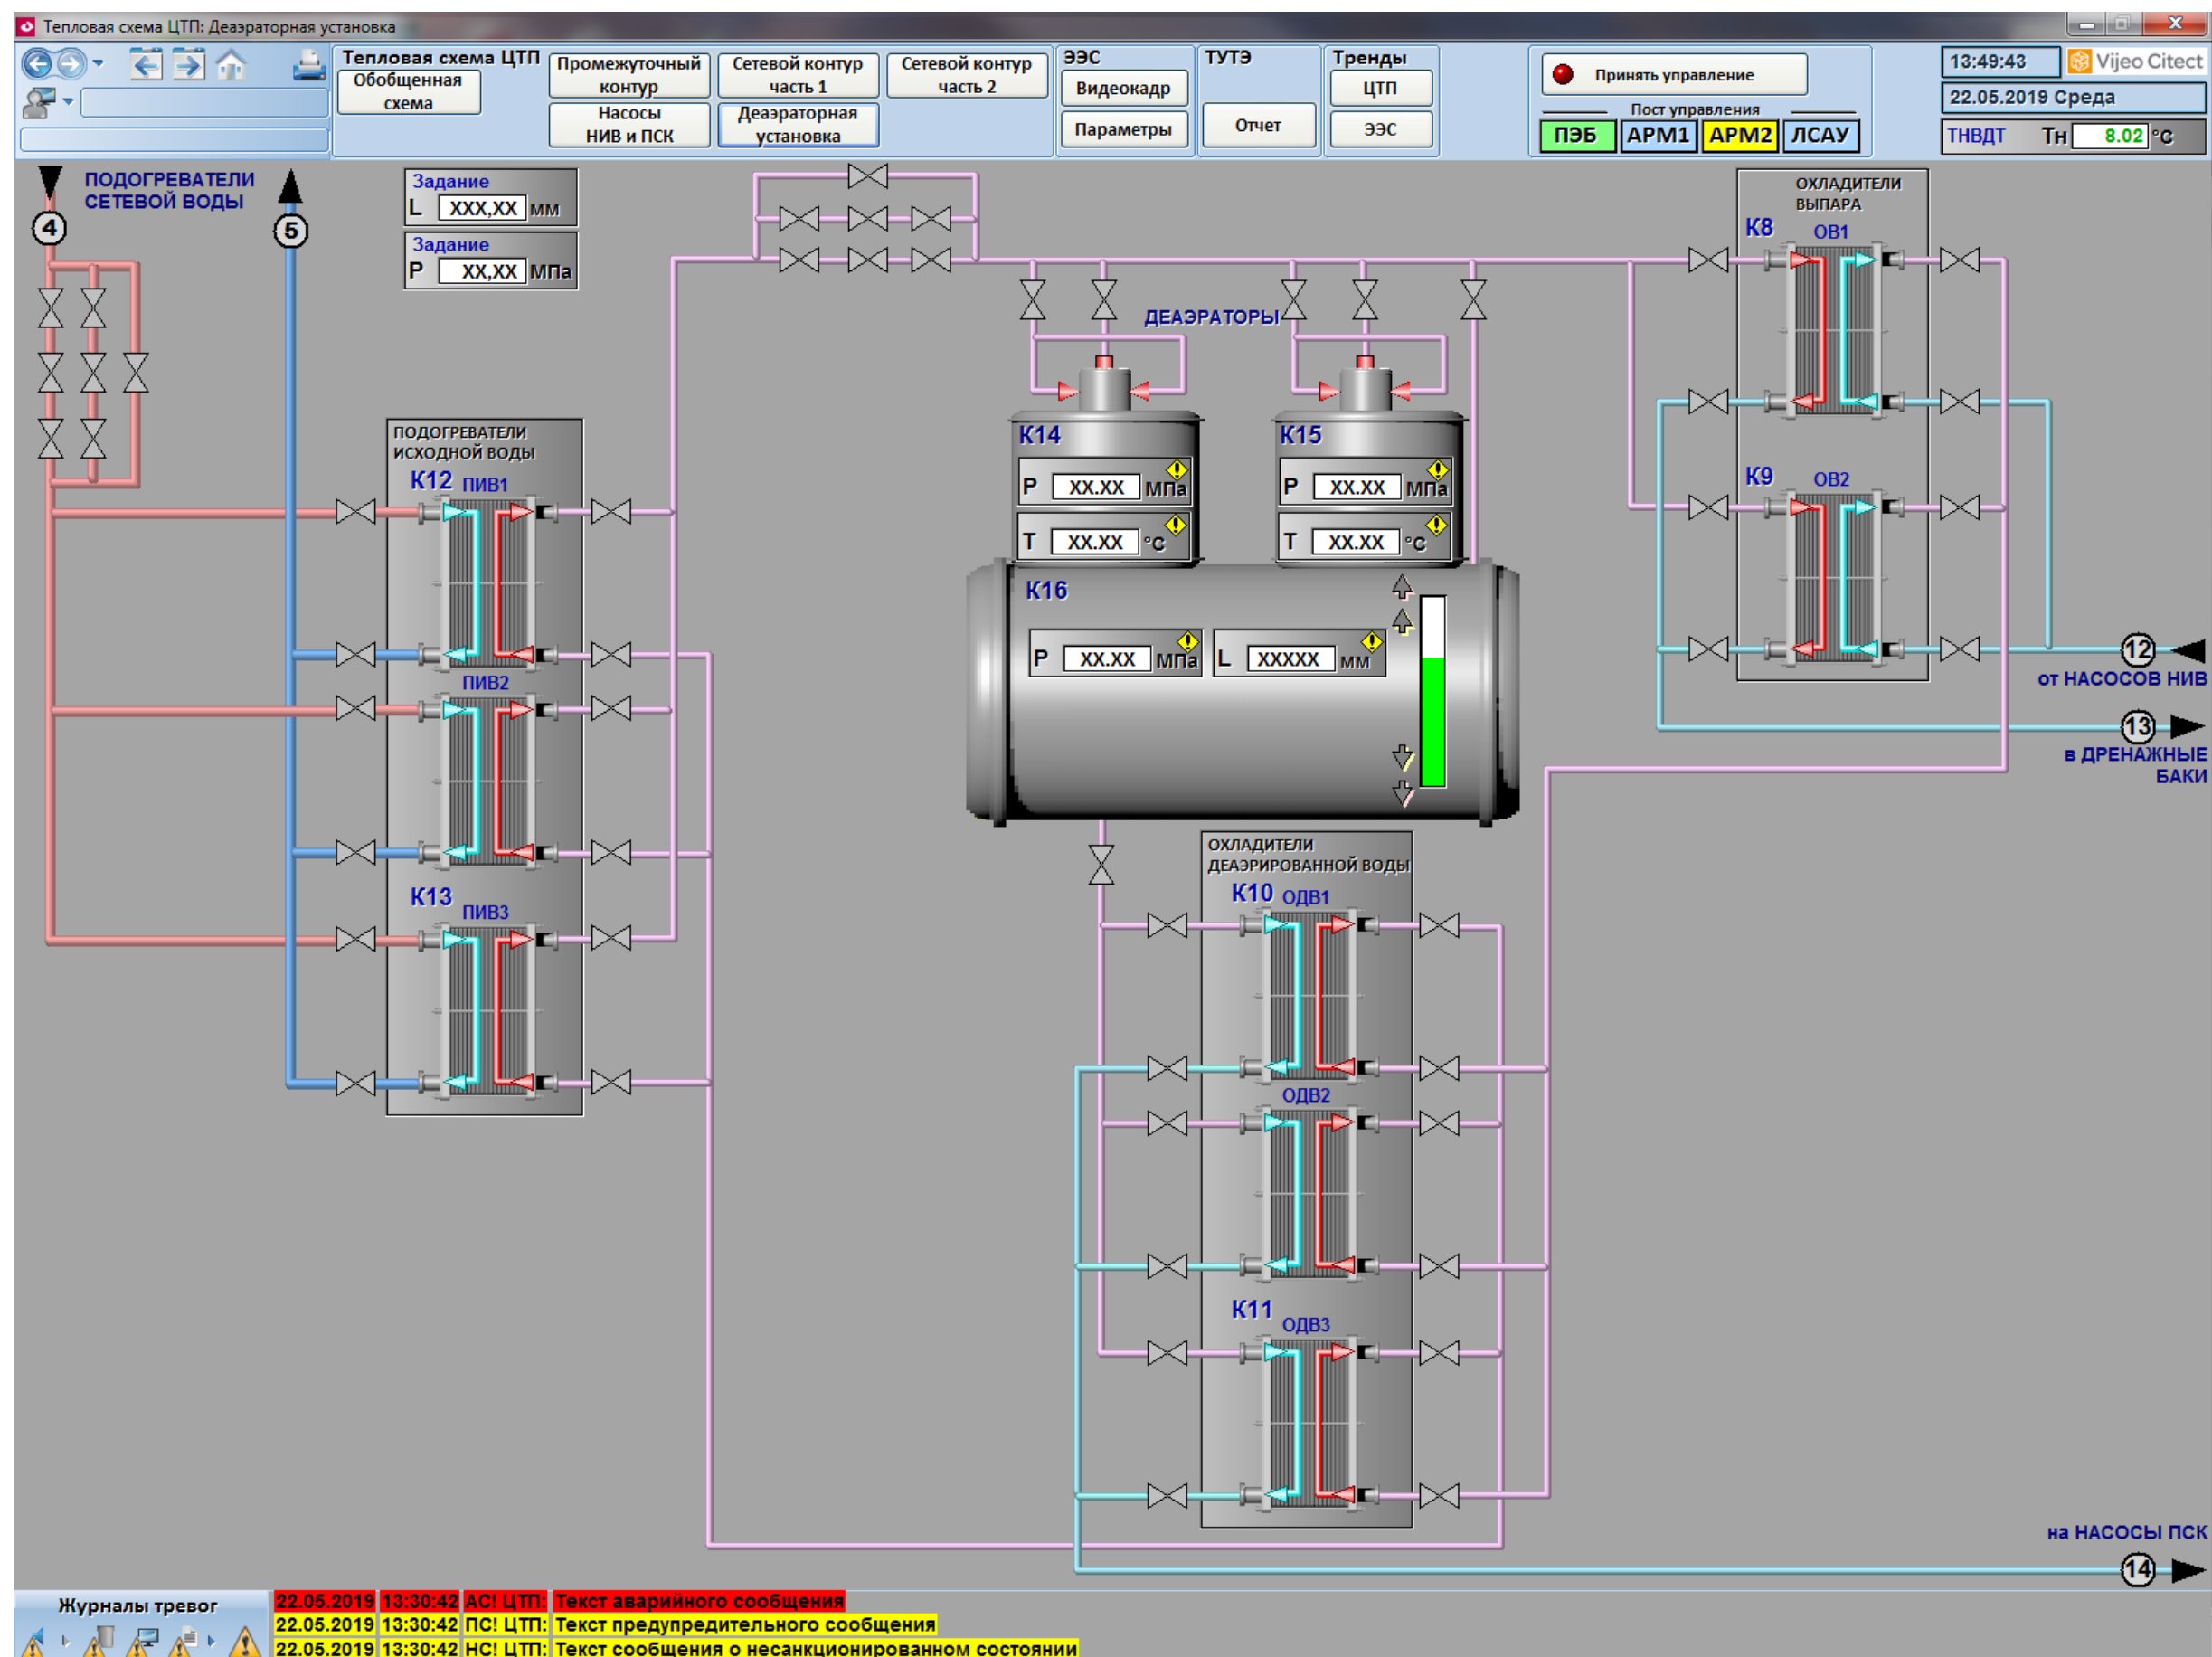 Тепловая схема ЦТП: Деаэраторная установка
Тепловая схема ЦТП
Обобщенная
схема
Промежуточный
контур
Сетевой контур
часть 1
Сетевой контур
часть 2
Насосы
НИВ и ПСК
Деаэраторная
установка
ЭЭС
Видеокадр
Параметры
ТУТЭ
Отчет
Тренды
ЦТП
ЭЭС
Принять управление
Пост управления
ПЭБ АРМ1 АРМ2 ЛСАУ
13:49:43
Vijeo Citect
22.05.2019 Среда
ТНВДТ Тн 8.02 °С
ПОДОГРЕВАТЕЛИ
СЕТЕВОЙ ВОДЫ
4
5
Задание
L XXX,XX мм
Задание
P XX,XX МПа
ОХЛАДИТЕЛИ
ВЫПАРА
К8 ОВ1
К9 ОВ2
ДЕАЭРАТОРЫ
К14
P XX.XX МПа
T XX.XX °С
К15
P XX.XX МПа
T XX.XX °С
К16
P XX.XX МПа
L XXXXX мм
ПОДОГРЕВАТЕЛИ
ИСХОДНОЙ ВОДЫ
К12 ПИВ1
ПИВ2
К13 ПИВ3
12
от НАСОСОВ НИВ
13
в ДРЕНАЖНЫЕ
БАКИ
ОХЛАДИТЕЛИ
ДЕАЭРИРОВАННОЙ ВОДЫ
К10 ОДВ1
ОДВ2
К11 ОДВ3
на НАСОСЫ ПСК
14
Журналы тревог
22.05.2019 13:30:42 АС! ЦТП: Текст аварийного сообщения
22.05.2019 13:30:42 ПС! ЦТП: Текст предупредительного сообщения
22.05.2019 13:30:42 НС! ЦТП: Текст сообщения о несанкционированном состоянии